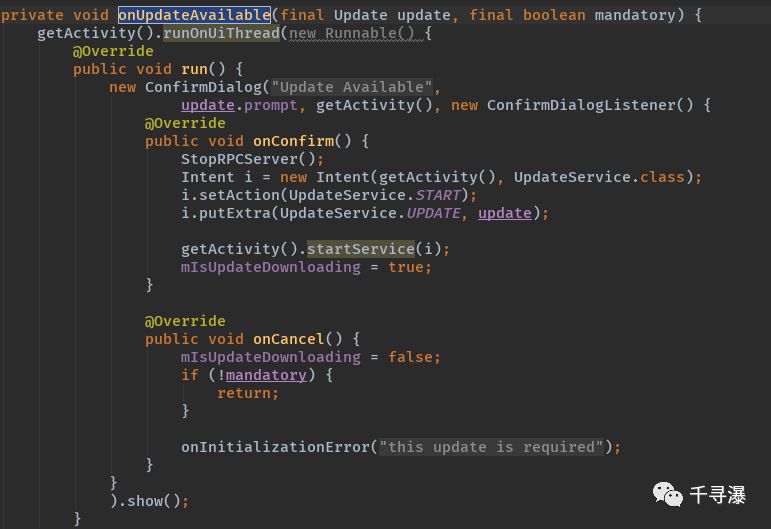 private void onUpdateAvailable(final Update update, final boolean mandatory) {
    getActivity().runOnUiThread(new Runnable() {
        @Override
        public void run() {
            new ConfirmDialog("Update Available",
                    update.prompt, getActivity(), new ConfirmDialogListener() {
                @Override
                public void onConfirm() {
                    StopRPCServer();
                    Intent i = new Intent(getActivity(), UpdateService.class);
                    i.setAction(UpdateService.START);
                    i.putExtra(UpdateService.UPDATE, update);

                    getActivity().startService(i);
                    mIsUpdateDownloading = true;
                }

                @Override
                public void onCancel() {
                    mIsUpdateDownloading = false;
                    if (!mandatory) {
                        return;
                    }

                    onInitializationError("this update is required");
                }
            }
            ).show();
        }
千寻瀑